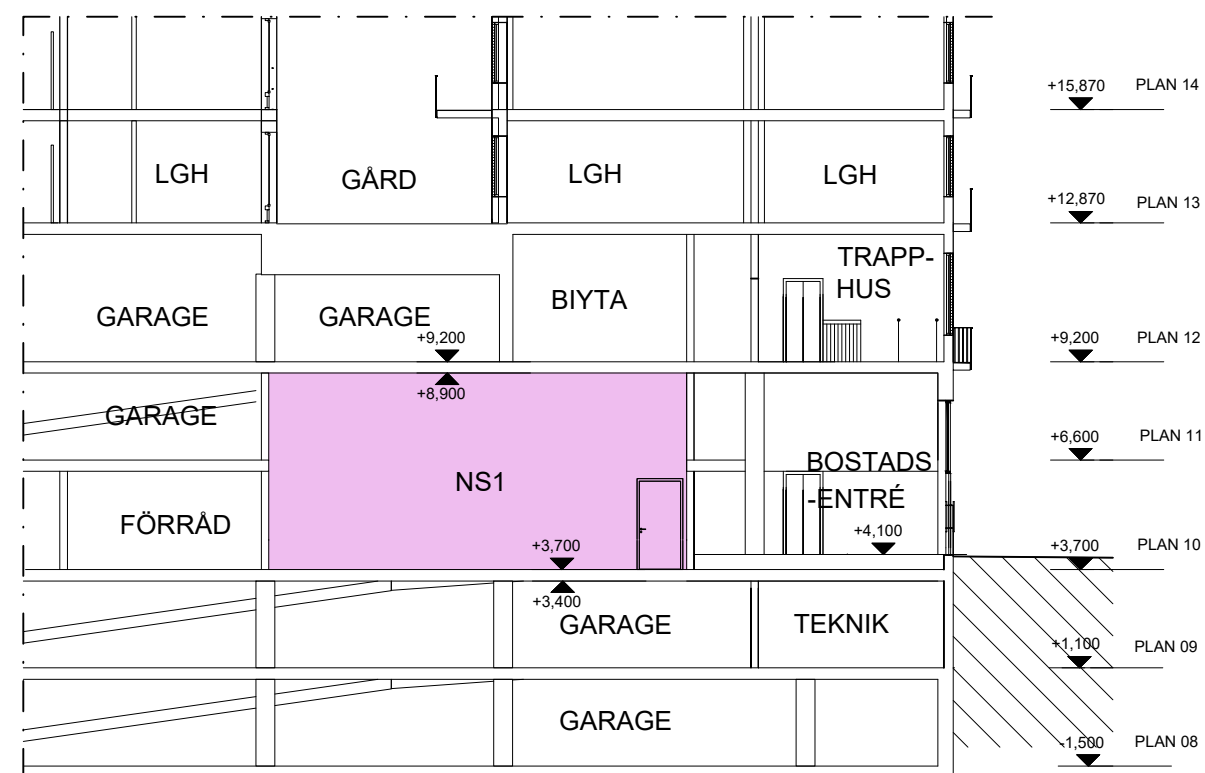 +15,870 PLAN 14
LGH
GÅRD
LGH
LGH
+12,870 PLAN 13
TRAPP-
HUS
BIYTA
GARAGE
GARAGE
+9,200
+9,200 PLAN 12
+8,900
GARAGE
+6,600 PLAN 11
BOSTADS
-ENTRÉ
NS1
FÖRRÅD
+4,100
+3,700
+3,700 PLAN 10
+3,400
GARAGE
TEKNIK
+1,100 PLAN 09
GARAGE
-1,500 PLAN 08